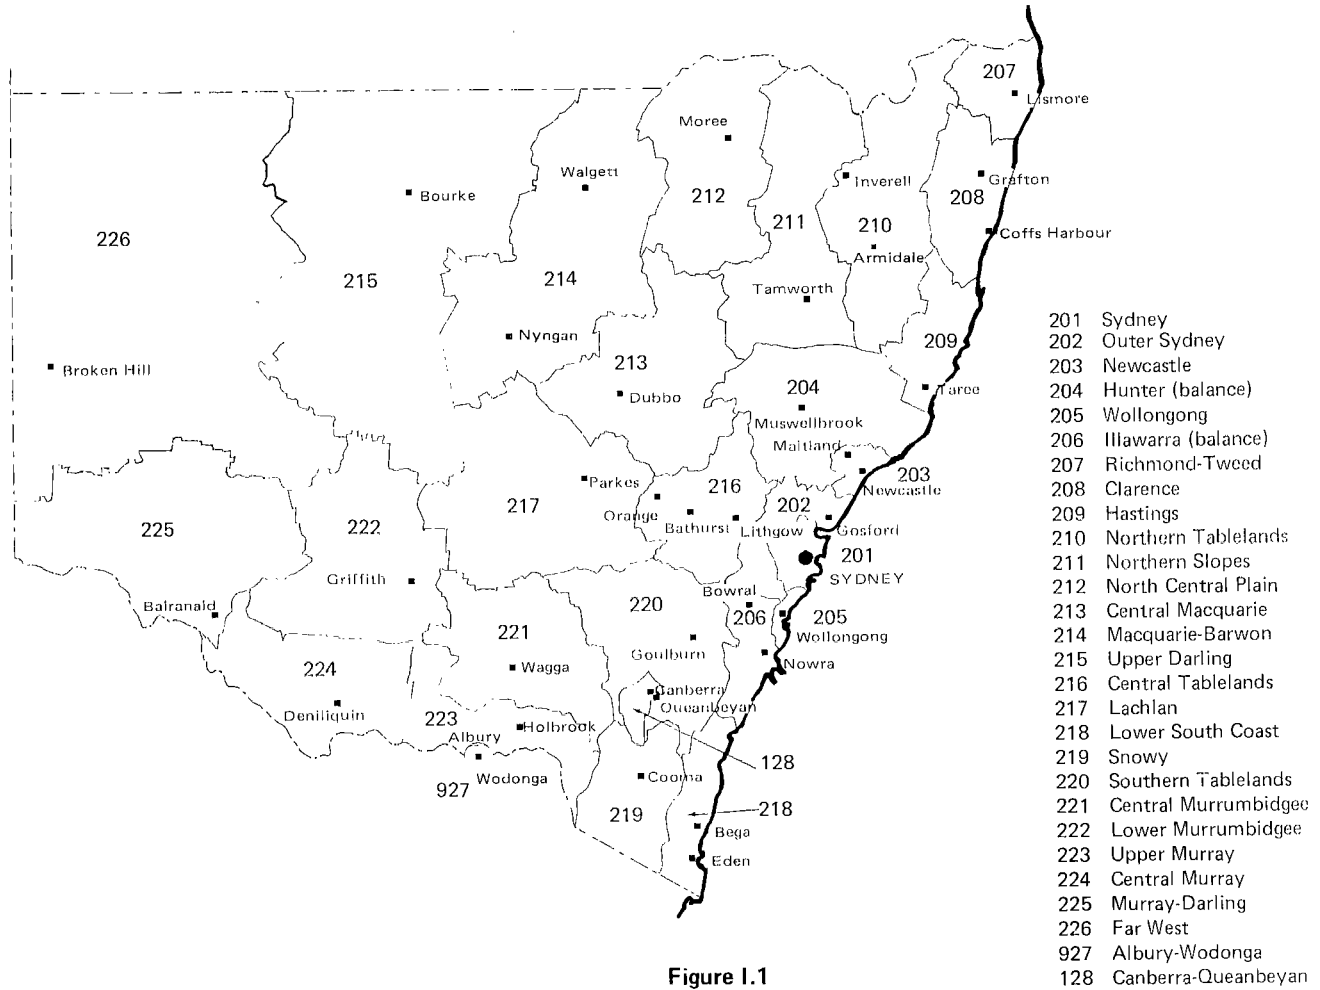 207
Lismore
Moree
Walgett
Inverell
Grafton
Bourke
212
208
211
210
Coffs Harbour
226
Armidale
215
214
Tamworth
Nyngan
209
213
Broken Hill
Dubbo
204
Taree
Muswellbrook
Maitland
203
Newcastle
Parkes
216
202
217
Orange
Bathurst
Lithgow
Gosford
225
222
201
SYDNEY
Griffith
Bowral
Balranald
220
206
205
221
Wollongong
Goulburn
Nowra
224
Wagga
Canberra
Queanbeyan
Deniliquin
223
Holbrook
Albury
128
Wodonga
Cooma
927
219
218
Bega
Eden
201 Sydney
202 Outer Sydney
203 Newcastle
204 Hunter (balance)
205 Wollongong
206 Illawarra (balance)
207 Richmond-Tweed
208 Clarence
209 Hastings
210 Northern Tablelands
211 Northern Slopes
212 North Central Plain
213 Central Macquarie
214 Macquarie-Barwon
215 Upper Darling
216 Central Tablelands
217 Lachlan
218 Lower South Coast
219 Snowy
220 Southern Tablelands
221 Central Murrumbidgee
222 Lower Murrumbidgee
223 Upper Murray
224 Central Murray
225 Murray-Darling
226 Far West
927 Albury-Wodonga
128 Canberra-Queanbeyan
Figure I.1